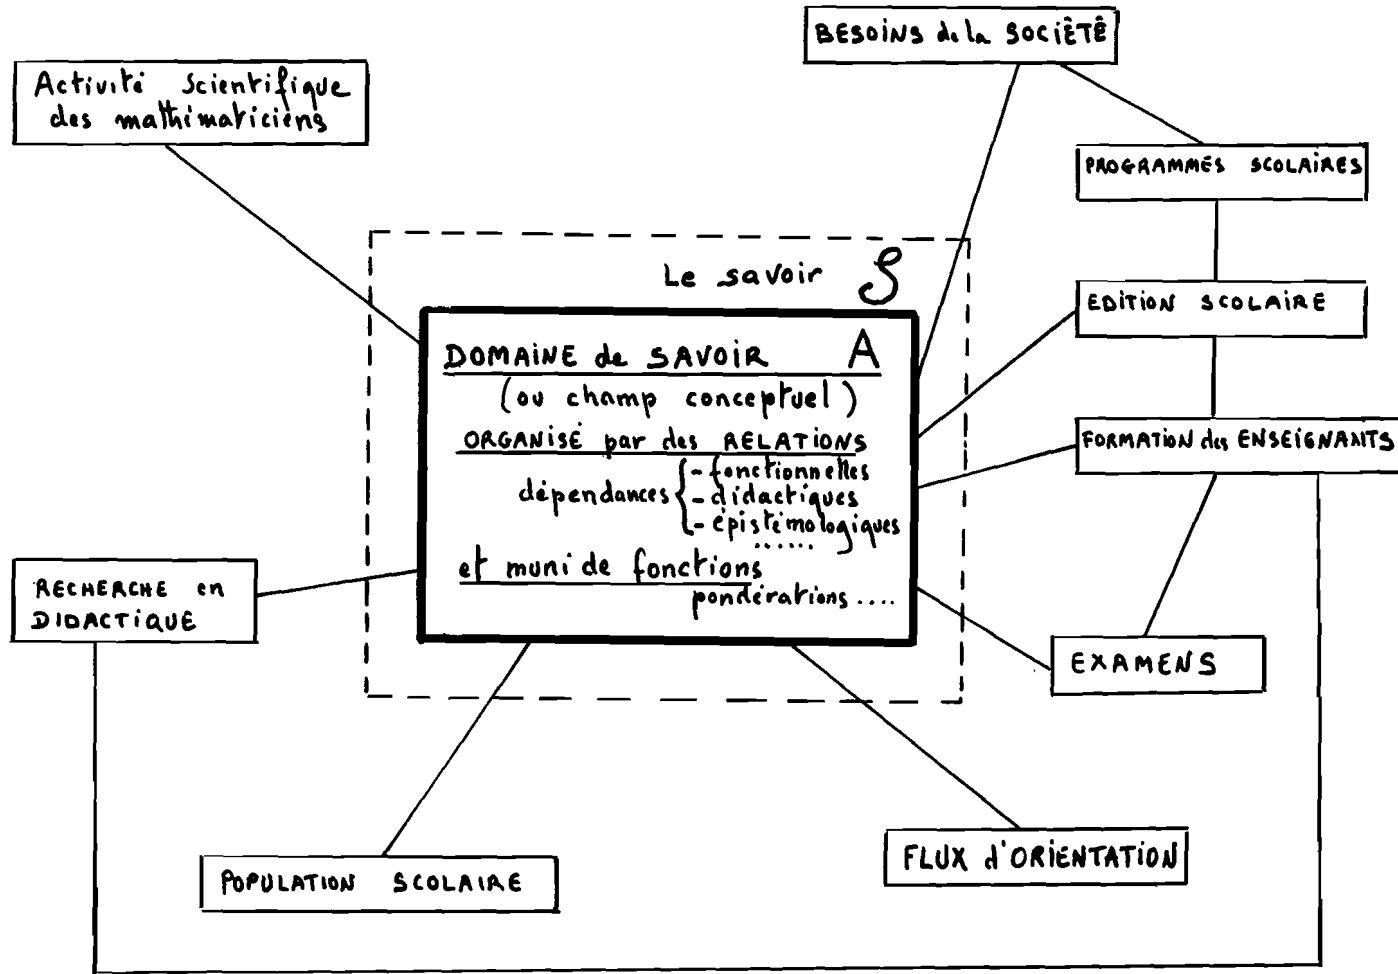 BESOINS de la SOCIÊTÊ
Activité Scientifique
des mathématiciens
PROGRAMMES SCOLAIRES
Le savoir S
EDITION SCOLAIRE
DOMAINE de SAVOIR A
(ou champ conceptuel)
ORGANISÉ par des RELATIONS
FORMATION des ENSEIGNANTS
dépendances { - fonctionnelles
- didactiques
- épistémologiques
......
et muni de fonctions
pondérations ....
RECHERCHE en
DIDACTIQUE
EXAMENS
FLUX d'ORIENTATION
POPULATION SCOLAIRE